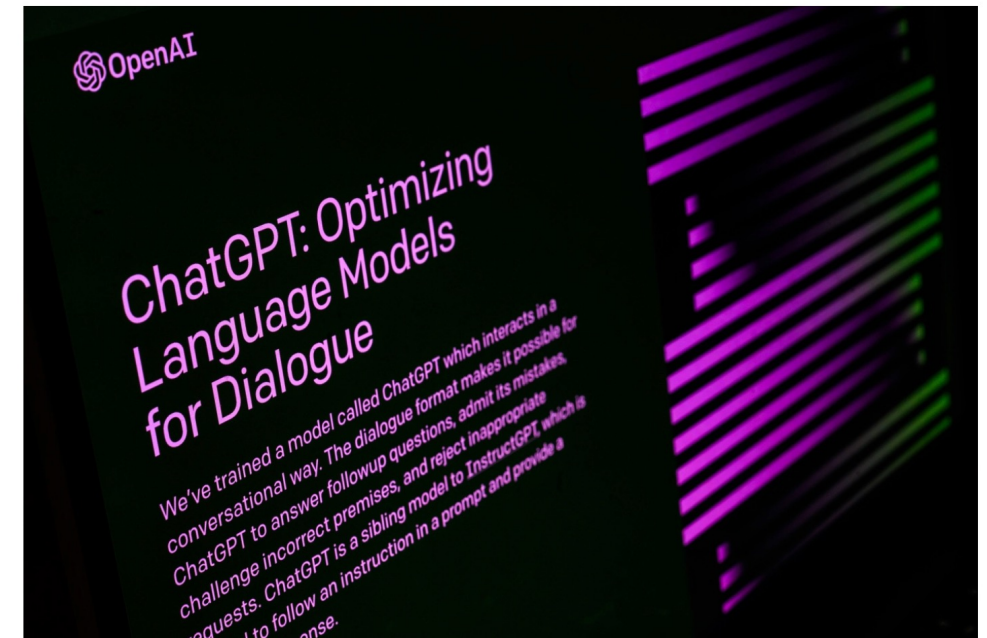 OpenAI
ChatGPT: Optimizing
Language Models
for Dialogue
We've trained a model called ChatGPT which interacts in a
conversational way. The dialogue format makes it possible for
ChatGPT to answer followup questions, admit its mistakes,
challenge incorrect premises, and reject inappropriate
equests. ChatGPT is a sibling model to InstructGPT, which is
to follow an instruction in a prompt and provide a